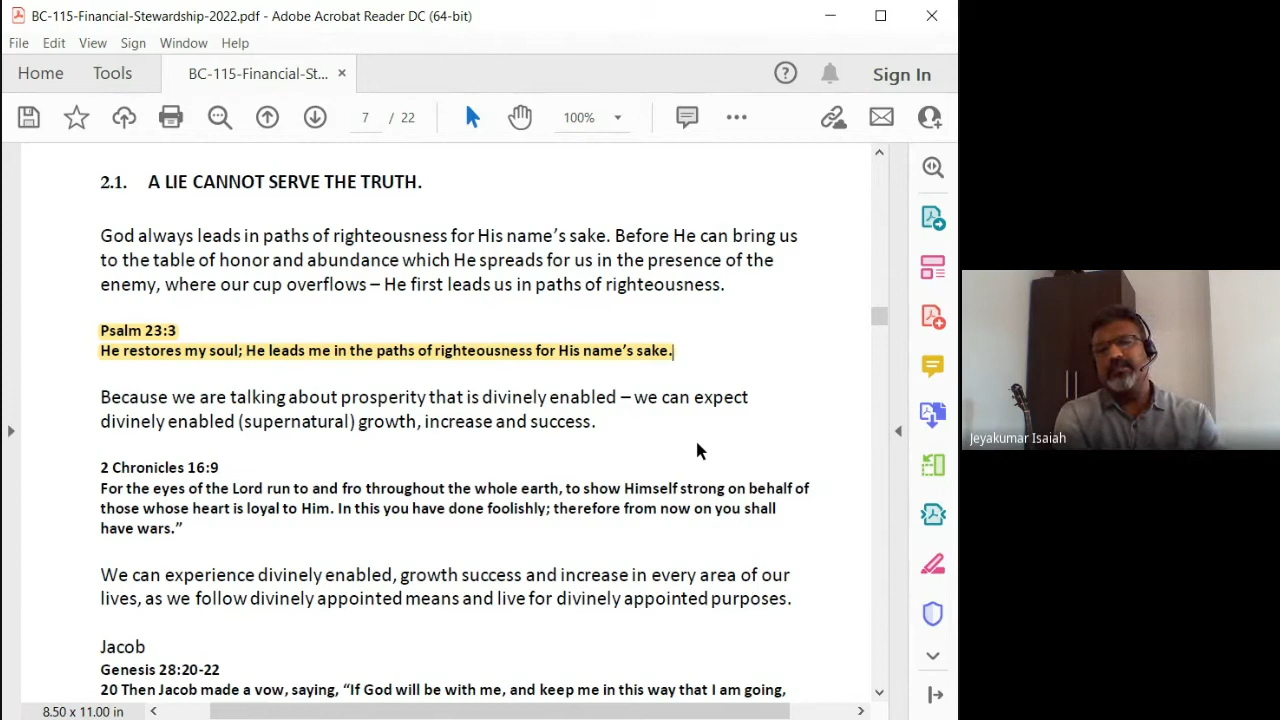 BC-115-Financial-Stewardship-2022.pdf - Adobe Acrobat Reader DC (64-bit)
File Edit View Sign Window Help
Home Tools BC-115-Financial-St... × Sign In
7 / 22 100%
2.1. A LIE CANNOT SERVE THE TRUTH.
God always leads in paths of righteousness for His name’s sake. Before He can bring us
to the table of honor and abundance which He spreads for us in the presence of the
enemy, where our cup overflows – He first leads us in paths of righteousness.
Psalm 23:3
He restores my soul; He leads me in the paths of righteousness for His name’s sake.
Because we are talking about prosperity that is divinely enabled – we can expect
divinely enabled (supernatural) growth, increase and success.
2 Chronicles 16:9
For the eyes of the Lord run to and fro throughout the whole earth, to show Himself strong on behalf of
those whose heart is loyal to Him. In this you have done foolishly; therefore from now on you shall
have wars.”
We can experience divinely enabled, growth success and increase in every area of our
lives, as we follow divinely appointed means and live for divinely appointed purposes.
Jacob
Genesis 28:20-22
20 Then Jacob made a vow, saying, “If God will be with me, and keep me in this way that I am going,
8.50 x 11.00 in
Jeyakumar Isaiah